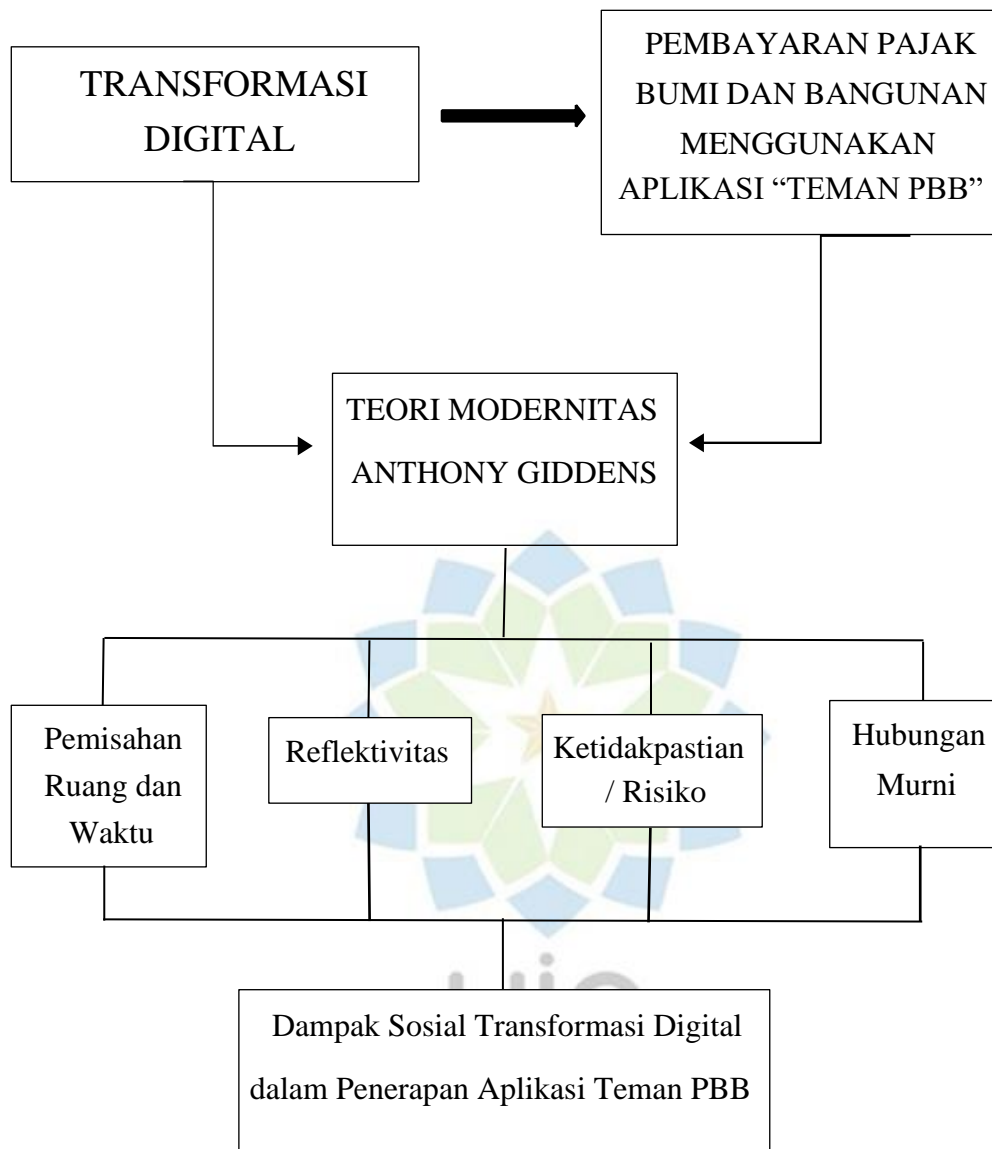 TRANSFORMASI
DIGITAL
PEMBAYARAN PAJAK
BUMI DAN BANGUNAN
MENGGUNAKAN
APLIKASI “TEMAN PBB”
TEORI MODERNITAS
ANTHONY GIDDENS
Pemisahan
Ruang dan
Waktu
Reflektivitas
Ketidakpastian
/ Risiko
Hubungan
Murni
Dampak Sosial Transformasi Digital
dalam Penerapan Aplikasi Teman PBB